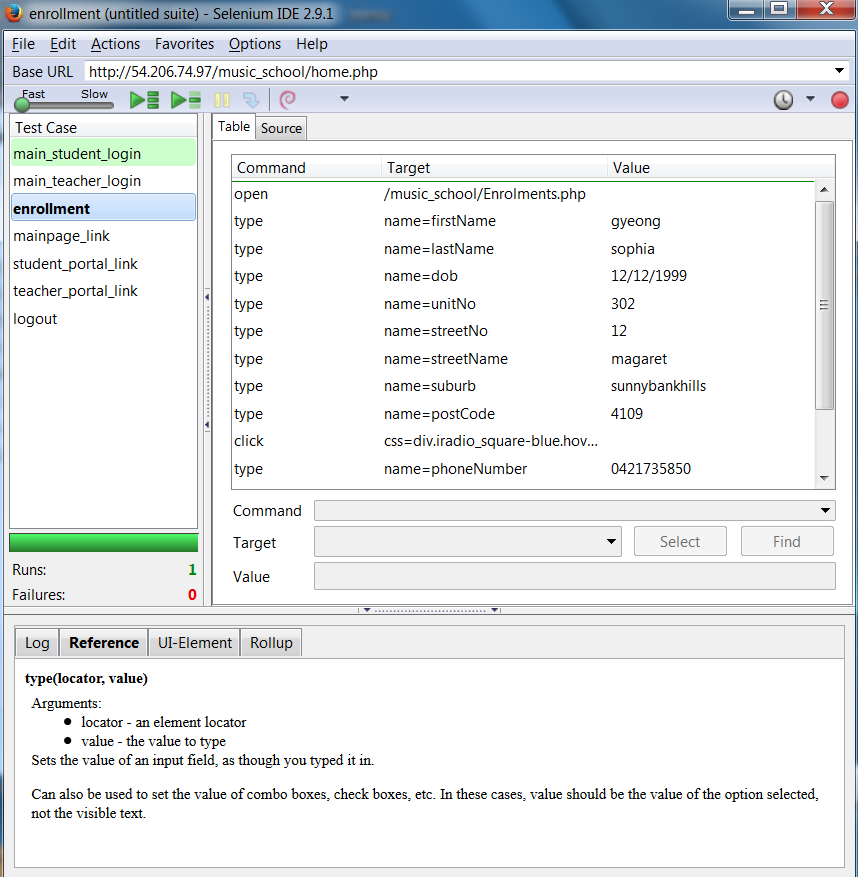 enrollment (untitled suite) - Selenium IDE 2.9.1
File Edit Actions Favorites Options Help
Base URL http://54.206.74.97/music_school/home.php
Fast Slow
Test Case
main_student_login
main_teacher_login
enrollment
mainpage_link
student_portal_link
teacher_portal_link
logout
Runs: 1
Failures: 0
Table Source
Command Target Value
open /music_school/Enrolments.php
type name=firstName gyeong
type name=lastName sophia
type name=dob 12/12/1999
type name=unitNo 302
type name=streetNo 12
type name=streetName magaret
type name=suburb sunnybankhills
type name=postCode 4109
click css=div.iradio_square-blue.hov...
type name=phoneNumber 0421735850
Command
Target Select Find
Value
Log Reference UI-Element Rollup
type(locator, value)
Arguments:
● locator - an element locator
● value - the value to type
Sets the value of an input field, as though you typed it in.
Can also be used to set the value of combo boxes, check boxes, etc. In these cases, value should be the value of the option selected,
not the visible text.